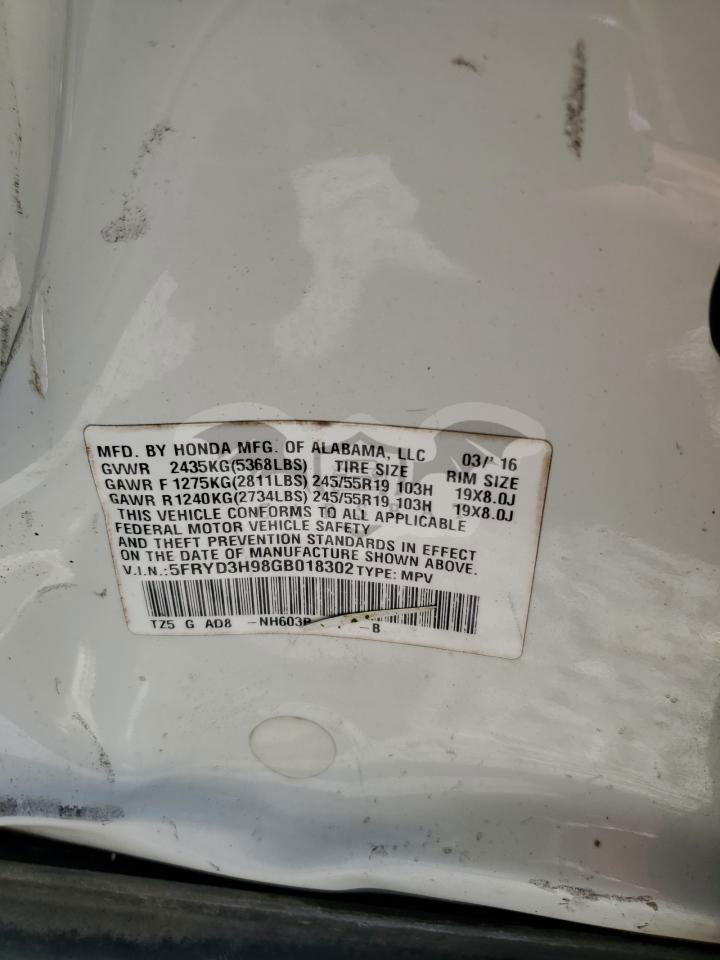 MFD. BY HONDA MFG. OF ALABAMA, LLC 03/'16
GVWR 2435KG(5368LBS) TIRE SIZE RIM SIZE
GAWR F 1275KG(2811LBS) 245/55R19 103H 19X8.0J
GAWR R 1240KG(2734LBS) 245/55R19 103H 19X8.0J
THIS VEHICLE CONFORMS TO ALL APPLICABLE
FEDERAL MOTOR VEHICLE SAFETY
AND THEFT PREVENTION STANDARDS IN EFFECT
ON THE DATE OF MANUFACTURE SHOWN ABOVE.
V.I.N.:5FRYD3H98GB018302 TYPE: MPV
TZ5 G AD8 -NH603P -B